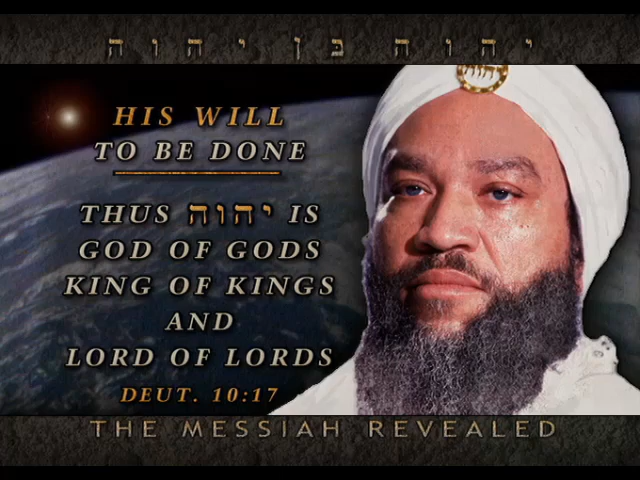 יהוה בן יהוה
יהוה
HIS WILL
TO BE DONE
THUS יהוה IS
GOD OF GODS
KING OF KINGS
AND
LORD OF LORDS
DEUT. 10:17
THE MESSIAH REVEALED